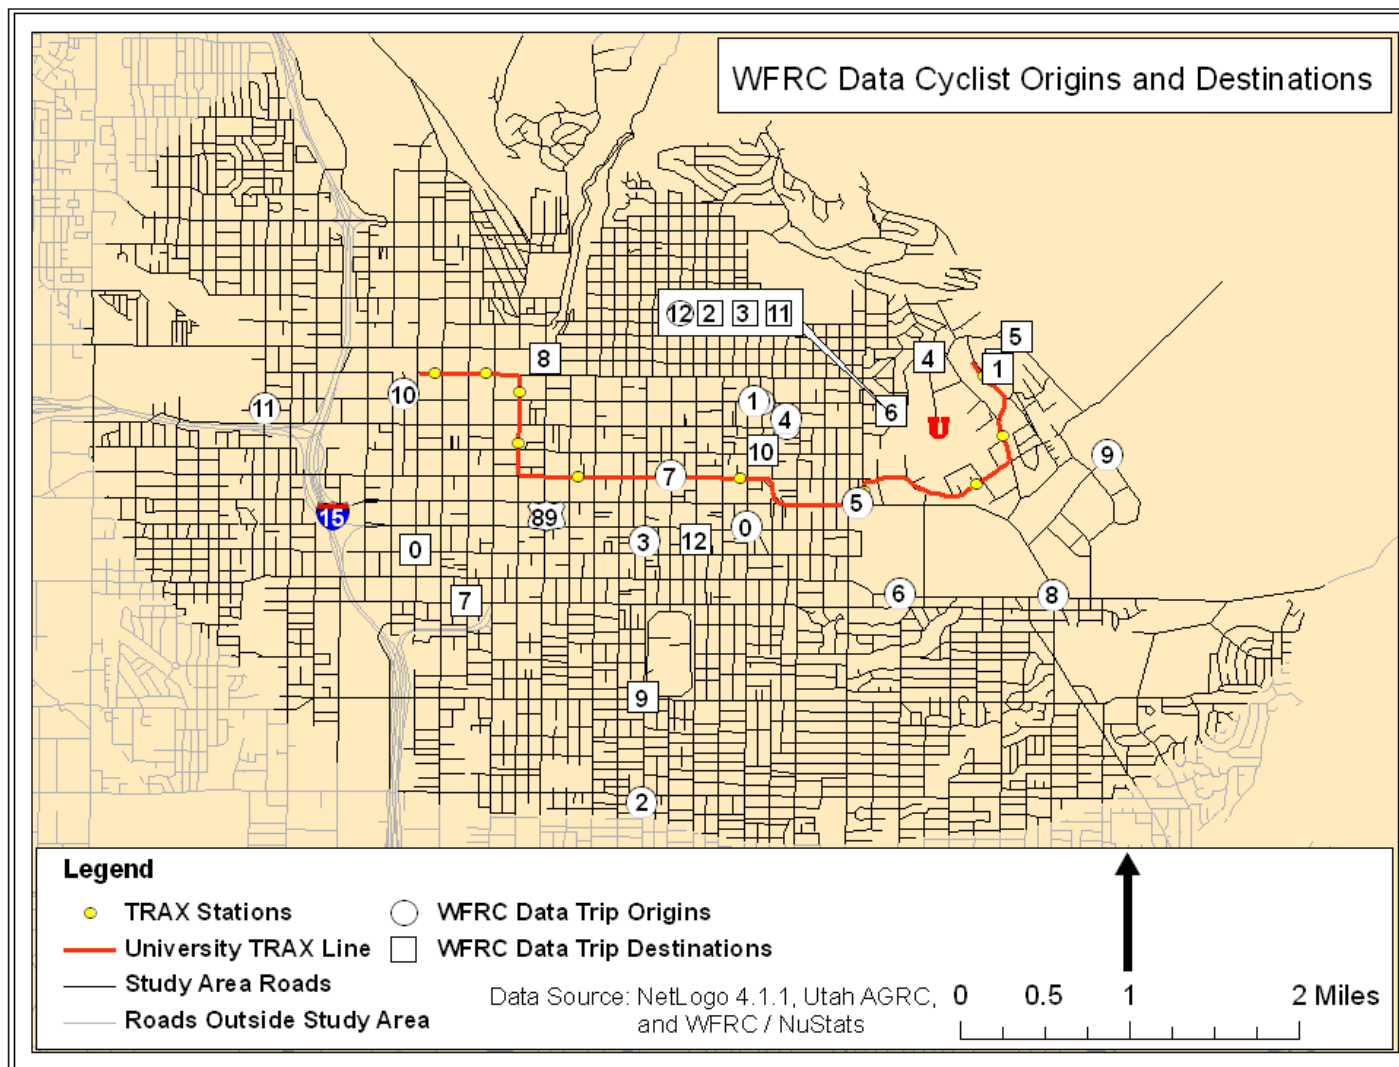 WFRC Data Cyclist Origins and Destinations
12 2 3 11
5
8
4
1
10
11
1
4
6
U
10
9
7
5
15
89
0
3
12
0
7
6
8
9
2
Legend
TRAX Stations
WFRC Data Trip Origins
University TRAX Line
WFRC Data Trip Destinations
Study Area Roads
Roads Outside Study Area
Data Source: NetLogo 4.1.1, Utah AGRC,
and WFRC / NuStats
0 0.5 1 2 Miles